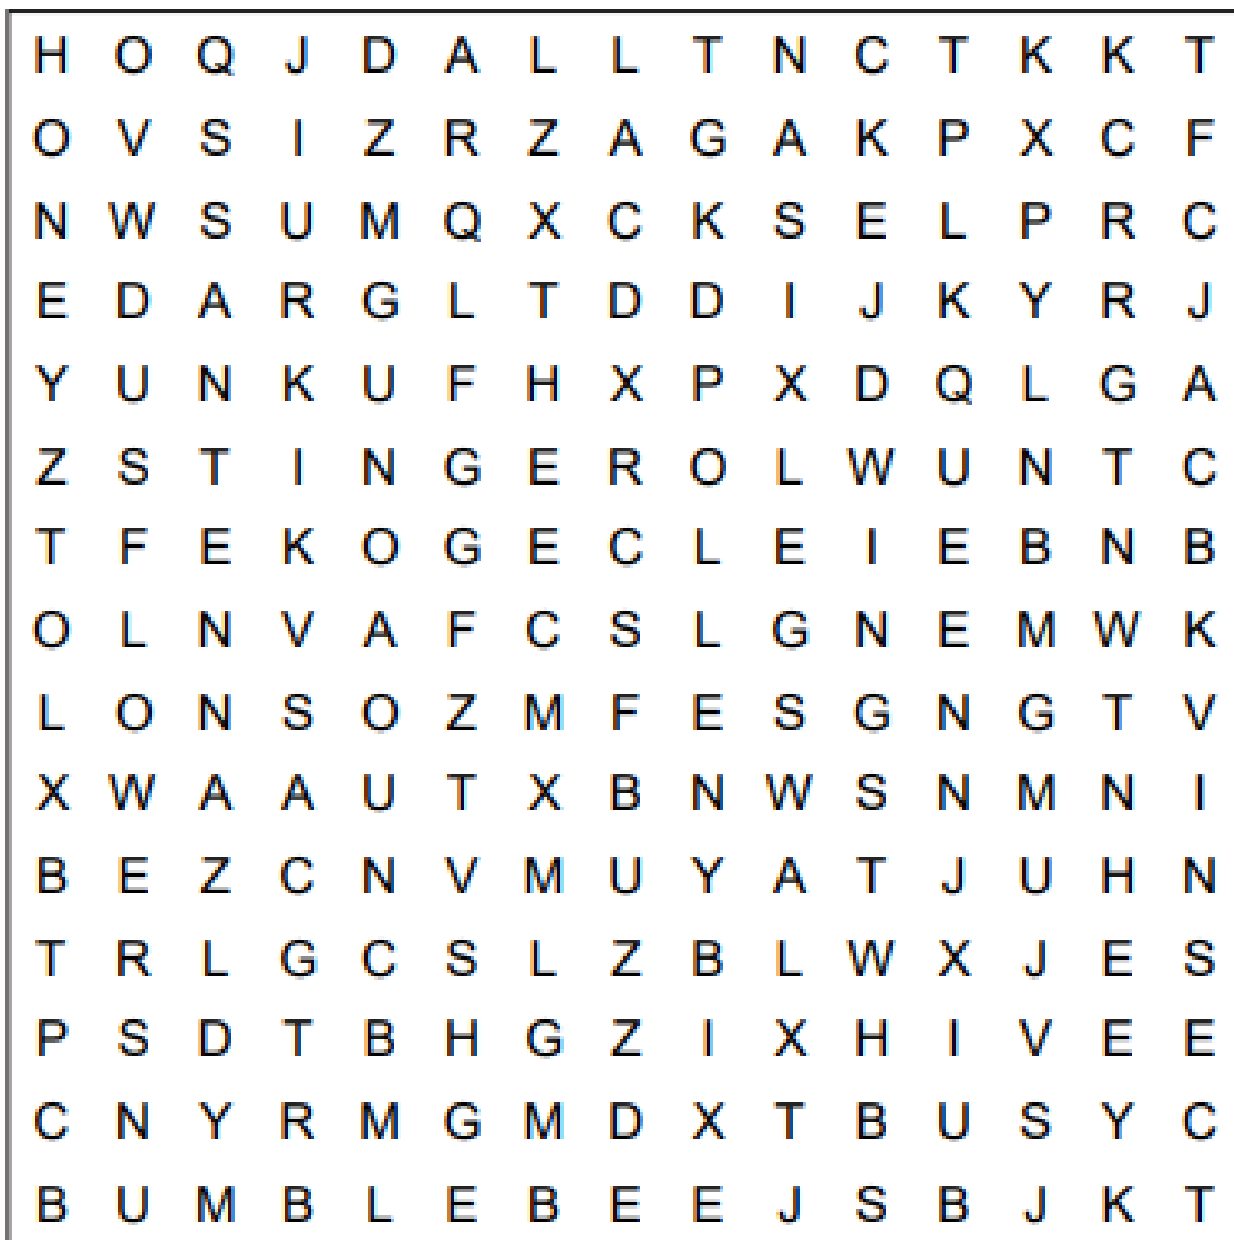 H O Q J D A L L T N C T K K T
O V S I Z R Z A G A K P X C F
N W S U M Q X C K S E L P R C
E D A R G L T D D I J K Y R J
Y U N K U F H X P X D Q L G A
Z S T I N G E R O L W U N T C
T F E K O G E C L E I E B N B
O L N V A F C S L G N E M W K
L O N S O Z M F E S G N G T V
X W A A U T X B N W S N M N I
B E Z C N V M U Y A T J U H N
T R L G C S L Z B L W X J E S
P S D T B H G Z I X H I V E E
C N Y R M G M D X T B U S Y C
B U M B L E B E E J S B J K T